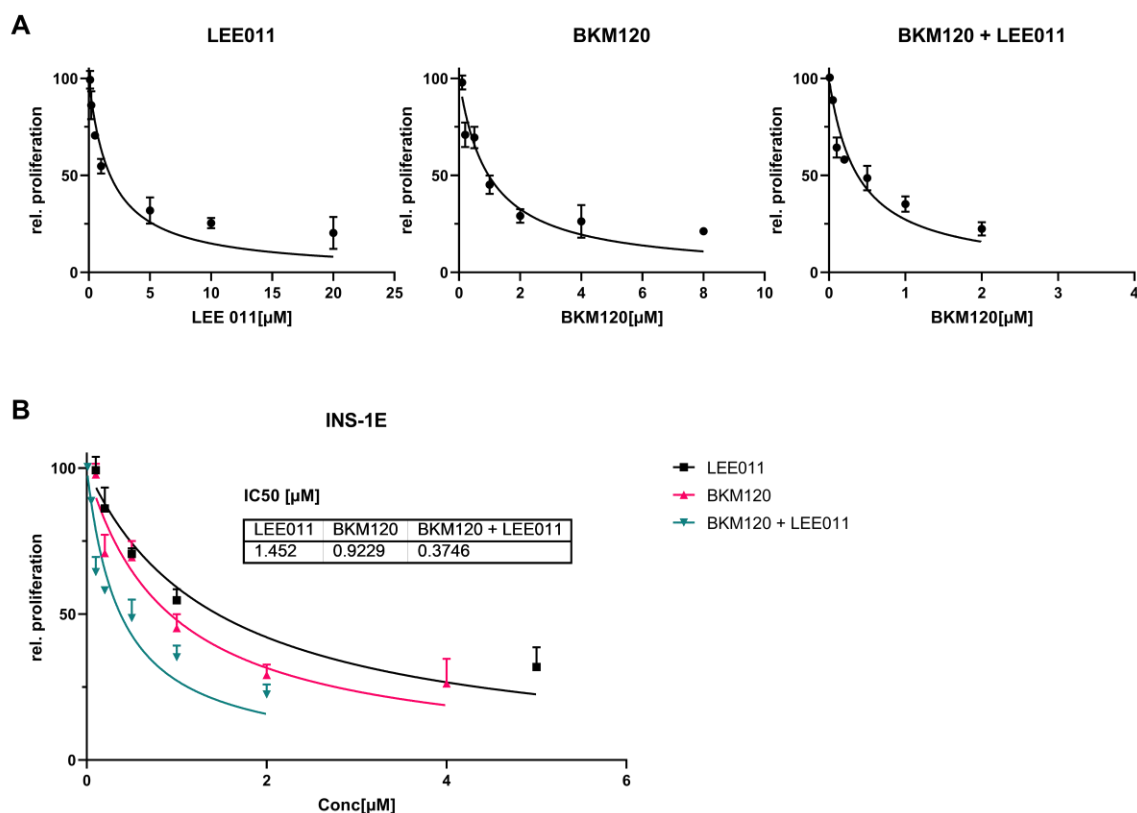 A
LEE011
BKM120
BKM120 + LEE011
rel. proliferation
100
50
0
0 5 10 15 20 25
LEE 011[µM]
rel. proliferation
100
50
0
0 2 4 6 8 10
BKM120[µM]
rel. proliferation
100
50
0
0 1 2 3 4
BKM120[µM]
B
INS-1E
rel. proliferation
100
50
0
0 2 4 6
Conc[µM]
IC50 [µM]
LEE011 BKM120 BKM120 + LEE011
1.452 0.9229 0.3746
LEE011
BKM120
BKM120 + LEE011